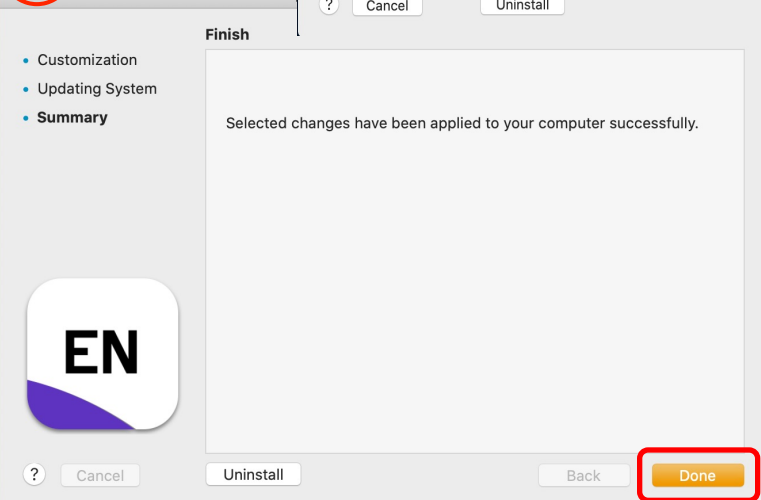 ? Cancel Uninstall
Finish
Customization
Updating System
Summary
Selected changes have been applied to your computer successfully.
EN
? Cancel Uninstall Back Done